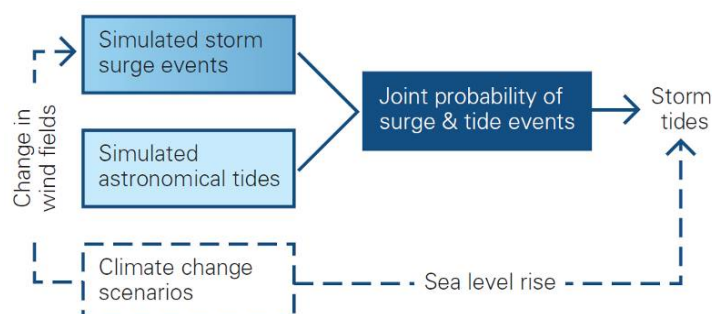 Simulated storm
surge events
Joint probability of
surge & tide events
Storm
tides
Change in
wind fields
Simulated
astronomical tides
Climate change
scenarios
Sea level rise